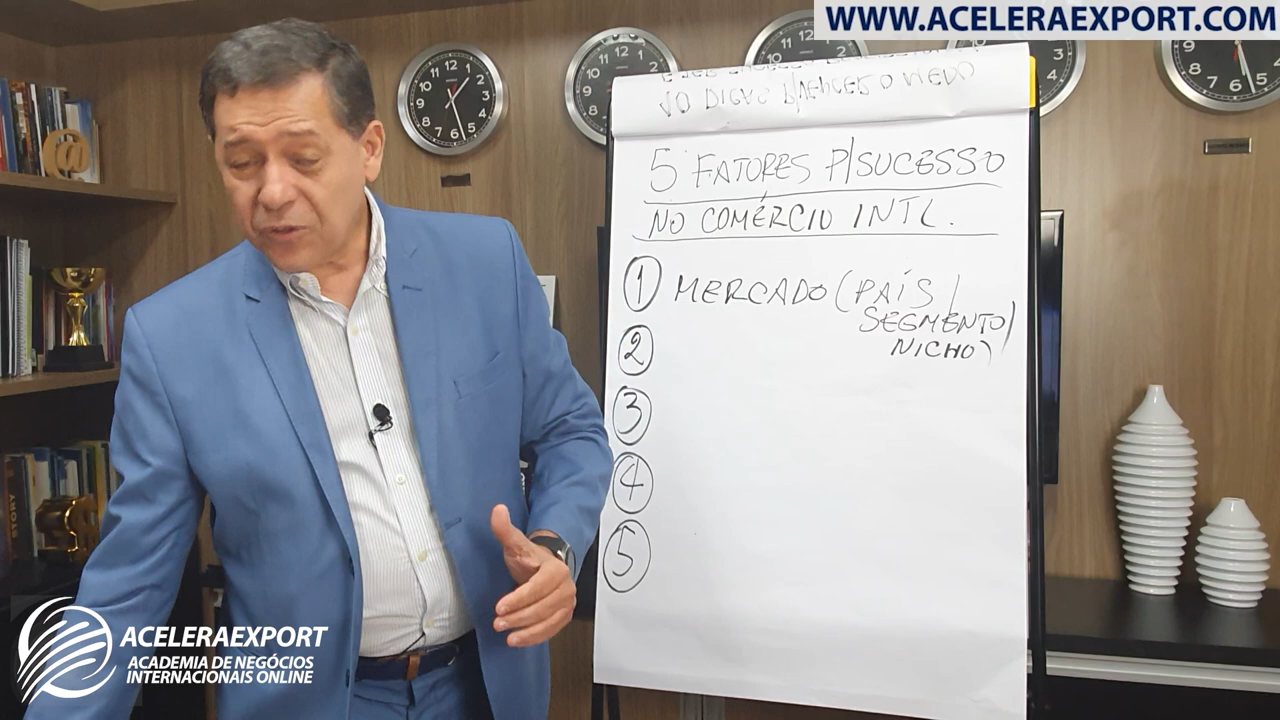 WWW.ACELERAEXPORT.COM
5 FATORES P/SUCESSO
NO COMÉRCIO INTL.
1 MERCADO (PAÍS /
SEGMENTO/
NICHO)
2
3
4
5
STORY
ACELERAEXPORT
ACADEMIA DE NEGÓCIOS
INTERNACIONAIS ONLINE